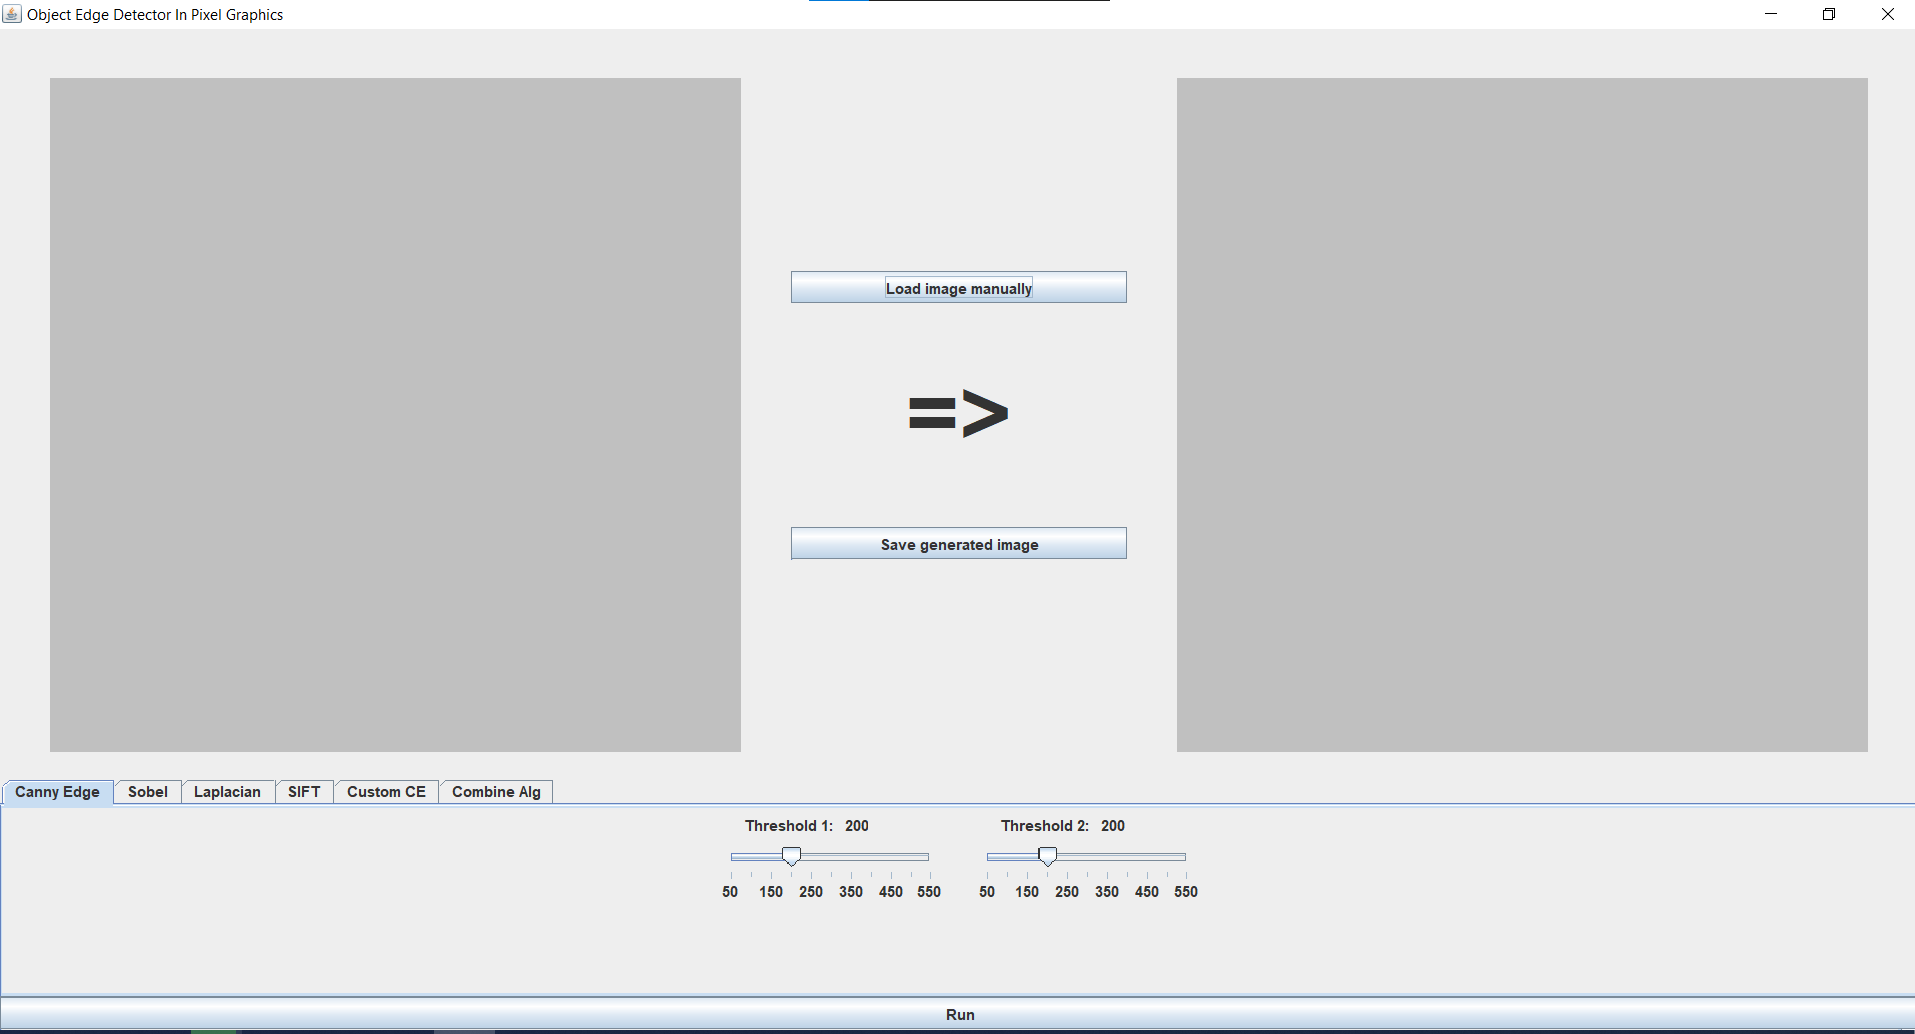 Object Edge Detector In Pixel Graphics
Load image manually
=>
Save generated image
Canny Edge Sobel Laplacian SIFT Custom CE Combine Alg
Threshold 1: 200 Threshold 2: 200
50 150 250 350 450 550 50 150 250 350 450 550
Run